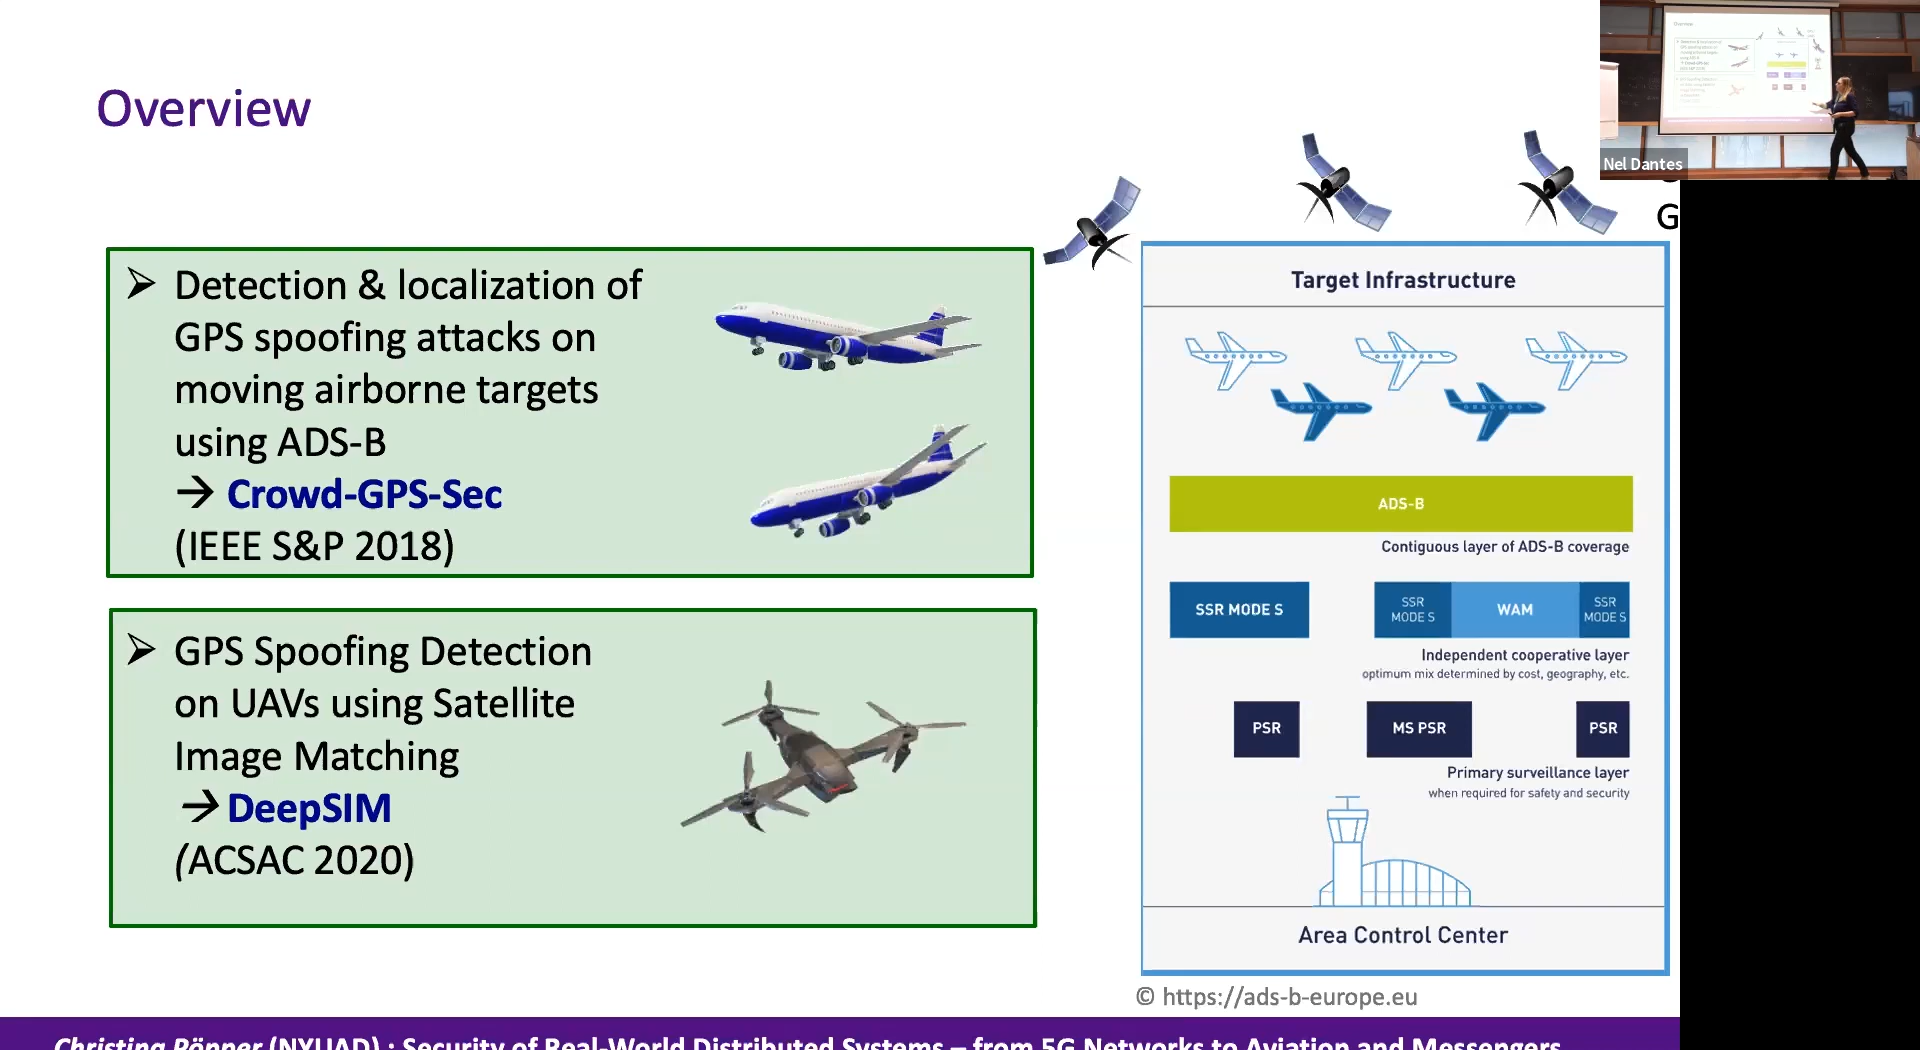 Overview
➢ Detection & localization of
GPS spoofing attacks on
moving airborne targets
using ADS-B
→ Crowd-GPS-Sec
(IEEE S&P 2018)
➢ GPS Spoofing Detection
on UAVs using Satellite
Image Matching
→ DeepSIM
(ACSAC 2020)
G
Target Infrastructure
ADS-B
Contiguous layer of ADS-B coverage
SSR MODE S
SSR
MODE S
WAM
SSR
MODE S
Independent cooperative layer
optimum mix determined by cost, geography, etc.
PSR
MS PSR
PSR
Primary surveillance layer
when required for safety and security
Area Control Center
© https://ads-b-europe.eu
Christina Pöpper (NYUAD) : Security of Real-World Distributed Systems – from 5G Networks to Aviation and Messengers
Nel Dantes